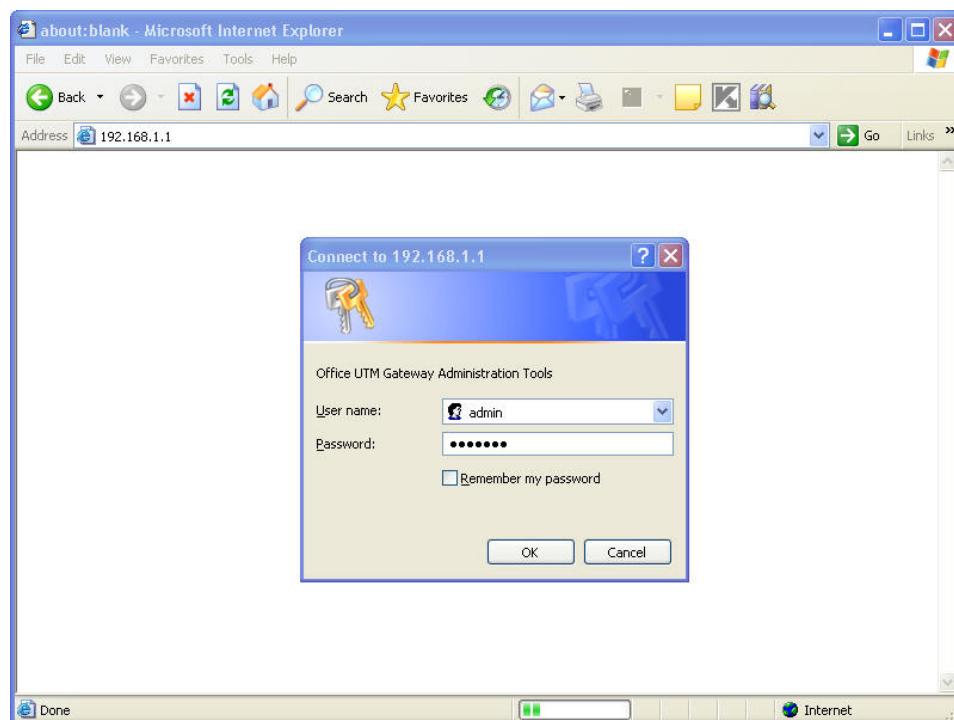 about:blank - Microsoft Internet Explorer
File Edit View Favorites Tools Help
Back Search Favorites
Address 192.168.1.1 Go Links »
Connect to 192.168.1.1
Office UTM Gateway Administration Tools
User name: admin
Password: •••••••
Remember my password
OK Cancel
Done Internet